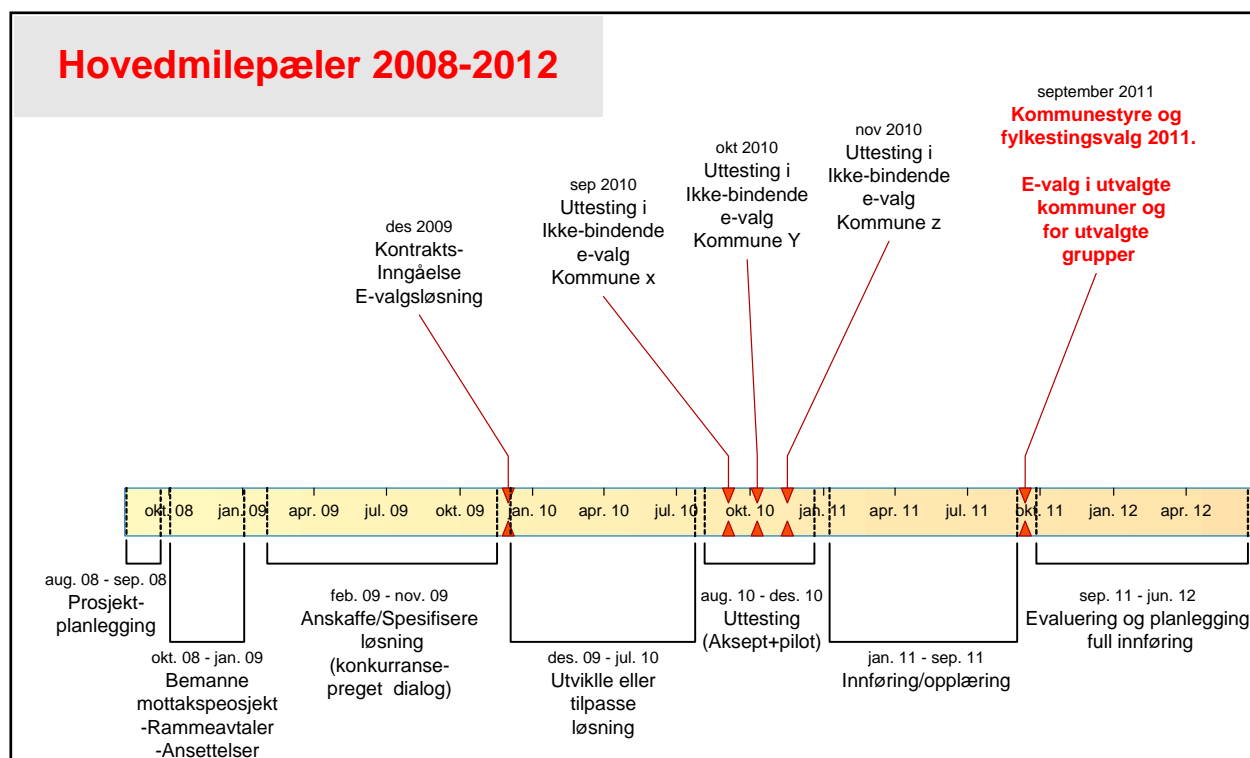 Hovedmilepæler 2008-2012
september 2011
Kommunestyre og
fylkestingsvalg 2011.
E-valg i utvalgte
kommuner og
for utvalgte
grupper
nov 2010
Uttesting i
Ikke-bindende
e-valg
Kommune z
okt 2010
Uttesting i
Ikke-bindende
e-valg
Kommune Y
sep 2010
Uttesting i
Ikke-bindende
e-valg
Kommune x
des 2009
Kontrakts-
Inngåelse
E-valgsløsning
okt. 08 jan. 09 apr. 09 jul. 09 okt. 09 jan. 10 apr. 10 jul. 10 okt. 10 jan. 11 apr. 11 jul. 11 okt. 11 jan. 12 apr. 12
aug. 08 - sep. 08
Prosjekt-
planlegging
okt. 08 - jan. 09
Bemanne
mottakspeosjekt
-Rammeavtaler
-Ansettelser
feb. 09 - nov. 09
Anskaffe/Spesifisere
løsning
(konkurranse-
preget dialog)
des. 09 - jul. 10
Utviklle eller
tilpasse
løsning
aug. 10 - des. 10
Uttesting
(Aksept+pilot)
jan. 11 - sep. 11
Innføring/opplæring
sep. 11 - jun. 12
Evaluering og planlegging
full innføring